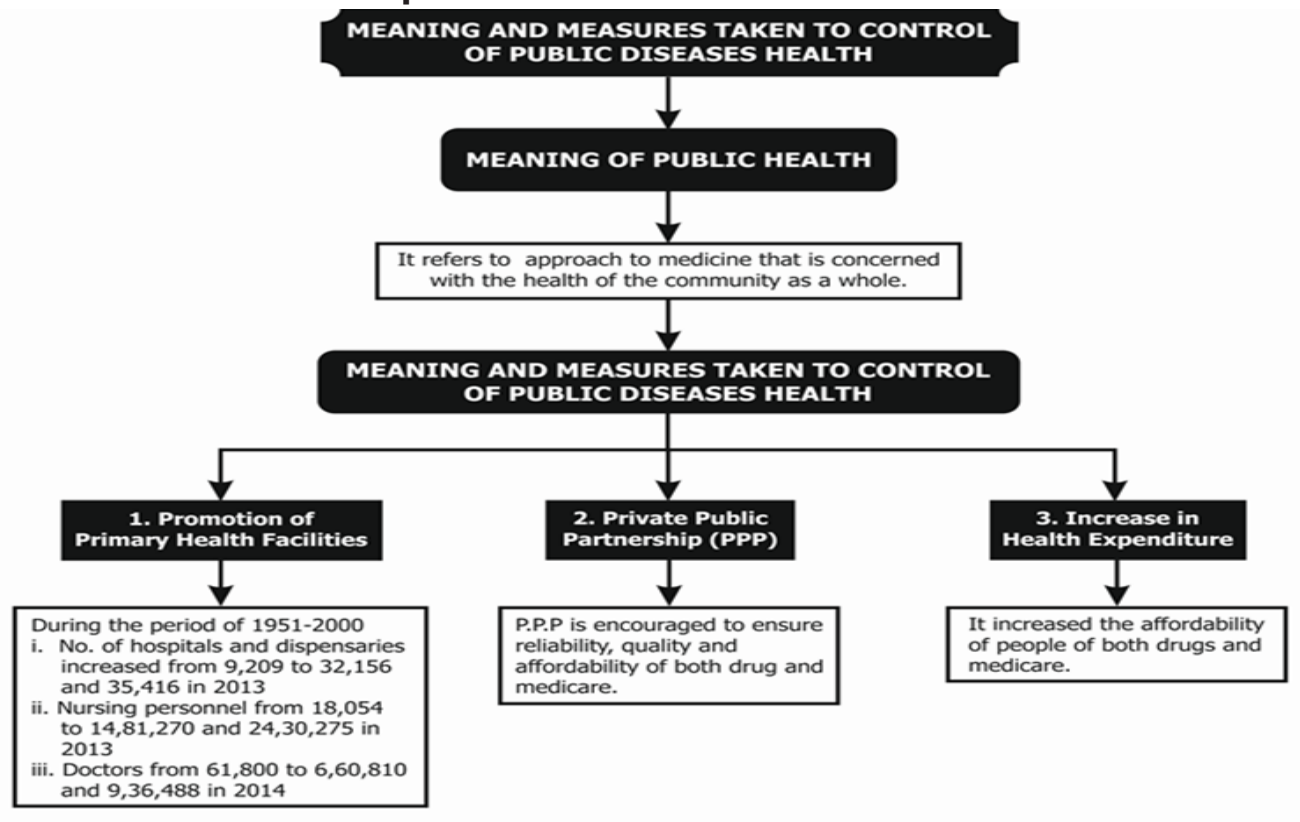 MEANING AND MEASURES TAKEN TO CONTROL
OF PUBLIC DISEASES HEALTH
MEANING OF PUBLIC HEALTH
It refers to approach to medicine that is concerned
with the health of the community as a whole.
MEANING AND MEASURES TAKEN TO CONTROL
OF PUBLIC DISEASES HEALTH
1. Promotion of
Primary Health Facilities
During the period of 1951-2000
i. No. of hospitals and dispensaries
increased from 9,209 to 32,156
and 35,416 in 2013
ii. Nursing personnel from 18,054
to 14,81,270 and 24,30,275 in
2013
iii. Doctors from 61,800 to 6,60,810
and 9,36,488 in 2014
2. Private Public
Partnership (PPP)
P.P.P is encouraged to ensure
reliability, quality and
affordability of both drug and
medicare.
3. Increase in
Health Expenditure
It increased the affordability
of people of both drugs and
medicare.